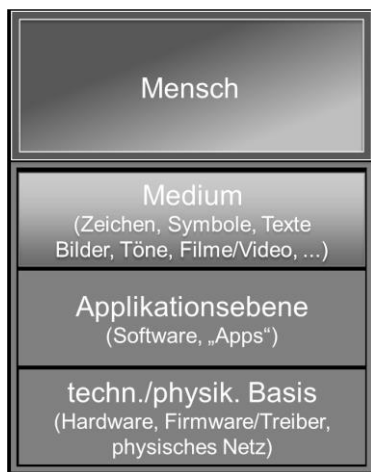 Mensch
Medium
(Zeichen, Symbole, Texte
Bilder, Töne, Filme/Video, ...)
Applikationsebene
(Software, „Apps“)
techn./physik. Basis
(Hardware, Firmware/Treiber,
physisches Netz)